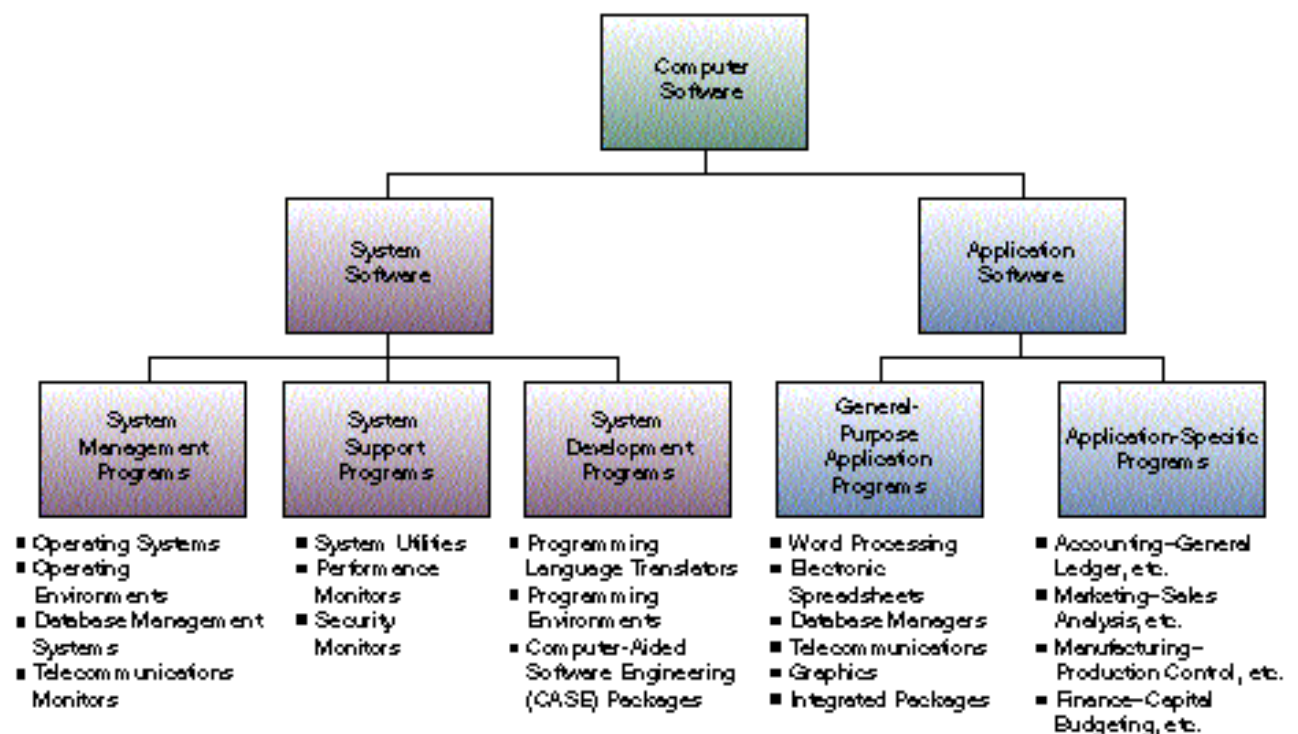 Computer
Software
System
Software
Application
Software
System
Management
Programs
System
Support
Programs
System
Development
Programs
General-
Purpose
Application
Programs
Application-Specific
Programs
■ Operating Systems
■ Operating
Environments
■ Database Management
Systems
■ Telecommunications
Monitors
■ System Utilities
■ Performance
Monitors
■ Security
Monitors
■ Programming
Language Translators
■ Programming
Environments
■ Computer-Aided
Software Engineering
(CASE) Packages
■ Word Processing
■ Electronic
Spreadsheets
■ Database Managers
■ Telecommunications
■ Graphics
■ Integrated Packages
■ Accounting–General
Ledger, etc.
■ Marketing–Sales
Analysis, etc.
■ Manufacturing–
Production Control, etc.
■ Finance–Capital
Budgeting, etc.